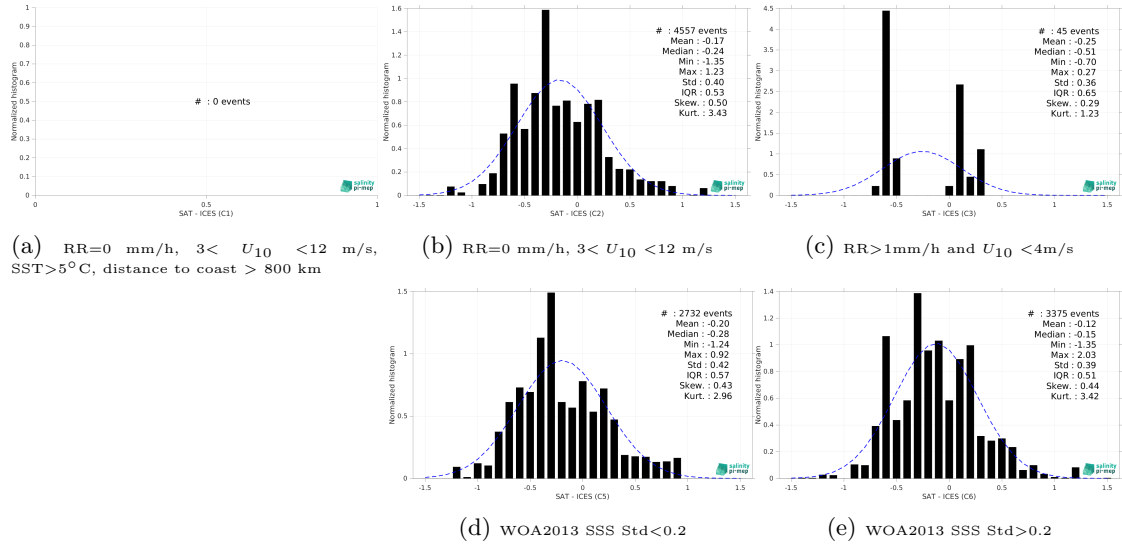 1
0.9
0.8
0.7
0.6
0.5
0.4
0.3
0.2
0.1
0
Normalized histogram
# : 0 events
salinity
pi-mep
0 0.5 1
SAT - ICES (C1)
(a) RR=0 mm/h, 3< U10 <12 m/s,
SST>5°C, distance to coast > 800 km
1.6
1.4
1.2
1
0.8
0.6
0.4
0.2
0
Normalized histogram
# : 4557 events
Mean : -0.17
Median : -0.24
Min : -1.35
Max : 1.23
Std : 0.40
IQR : 0.53
Skew. : 0.50
Kurt. : 3.43
salinity
pi-mep
-1.5 -1 -0.5 0 0.5 1 1.5
SAT - ICES (C2)
(b) RR=0 mm/h, 3< U10 <12 m/s
4.5
4
3.5
3
2.5
2
1.5
1
0.5
0
Normalized histogram
# : 45 events
Mean : -0.25
Median : -0.51
Min : -0.70
Max : 0.27
Std : 0.36
IQR : 0.65
Skew. : 0.29
Kurt. : 1.23
salinity
pi-mep
-1.5 -1 -0.5 0 0.5 1 1.5
SAT - ICES (C3)
(c) RR>1mm/h and U10 <4m/s
1.5
1
0.5
0
Normalized histogram
# : 2732 events
Mean : -0.20
Median : -0.28
Min : -1.24
Max : 0.92
Std : 0.42
IQR : 0.57
Skew. : 0.43
Kurt. : 2.96
salinity
pi-mep
-1.5 -1 -0.5 0 0.5 1 1.5
SAT - ICES (C5)
(d) WOA2013 SSS Std<0.2
1.4
1.2
1
0.8
0.6
0.4
0.2
0
Normalized histogram
# : 3375 events
Mean : -0.12
Median : -0.15
Min : -1.35
Max : 2.03
Std : 0.39
IQR : 0.51
Skew. : 0.44
Kurt. : 3.42
salinity
pi-mep
-1.5 -1 -0.5 0 0.5 1 1.5
SAT - ICES (C6)
(e) WOA2013 SSS Std>0.2